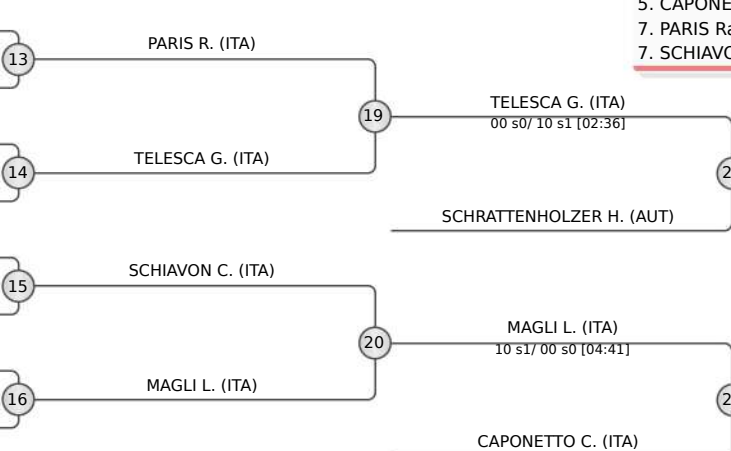 5. CAPONE
7. PARIS Ra
7. SCHIAVO
PARIS R. (ITA)
13
TELESCA G. (ITA)
19
00 s0/ 10 s1 [02:36]
TELESCA G. (ITA)
14
2
SCHRATTENHOLZER H. (AUT)
SCHIAVON C. (ITA)
15
MAGLI L. (ITA)
20
10 s1/ 00 s0 [04:41]
MAGLI L. (ITA)
16
2
CAPONETTO C. (ITA)